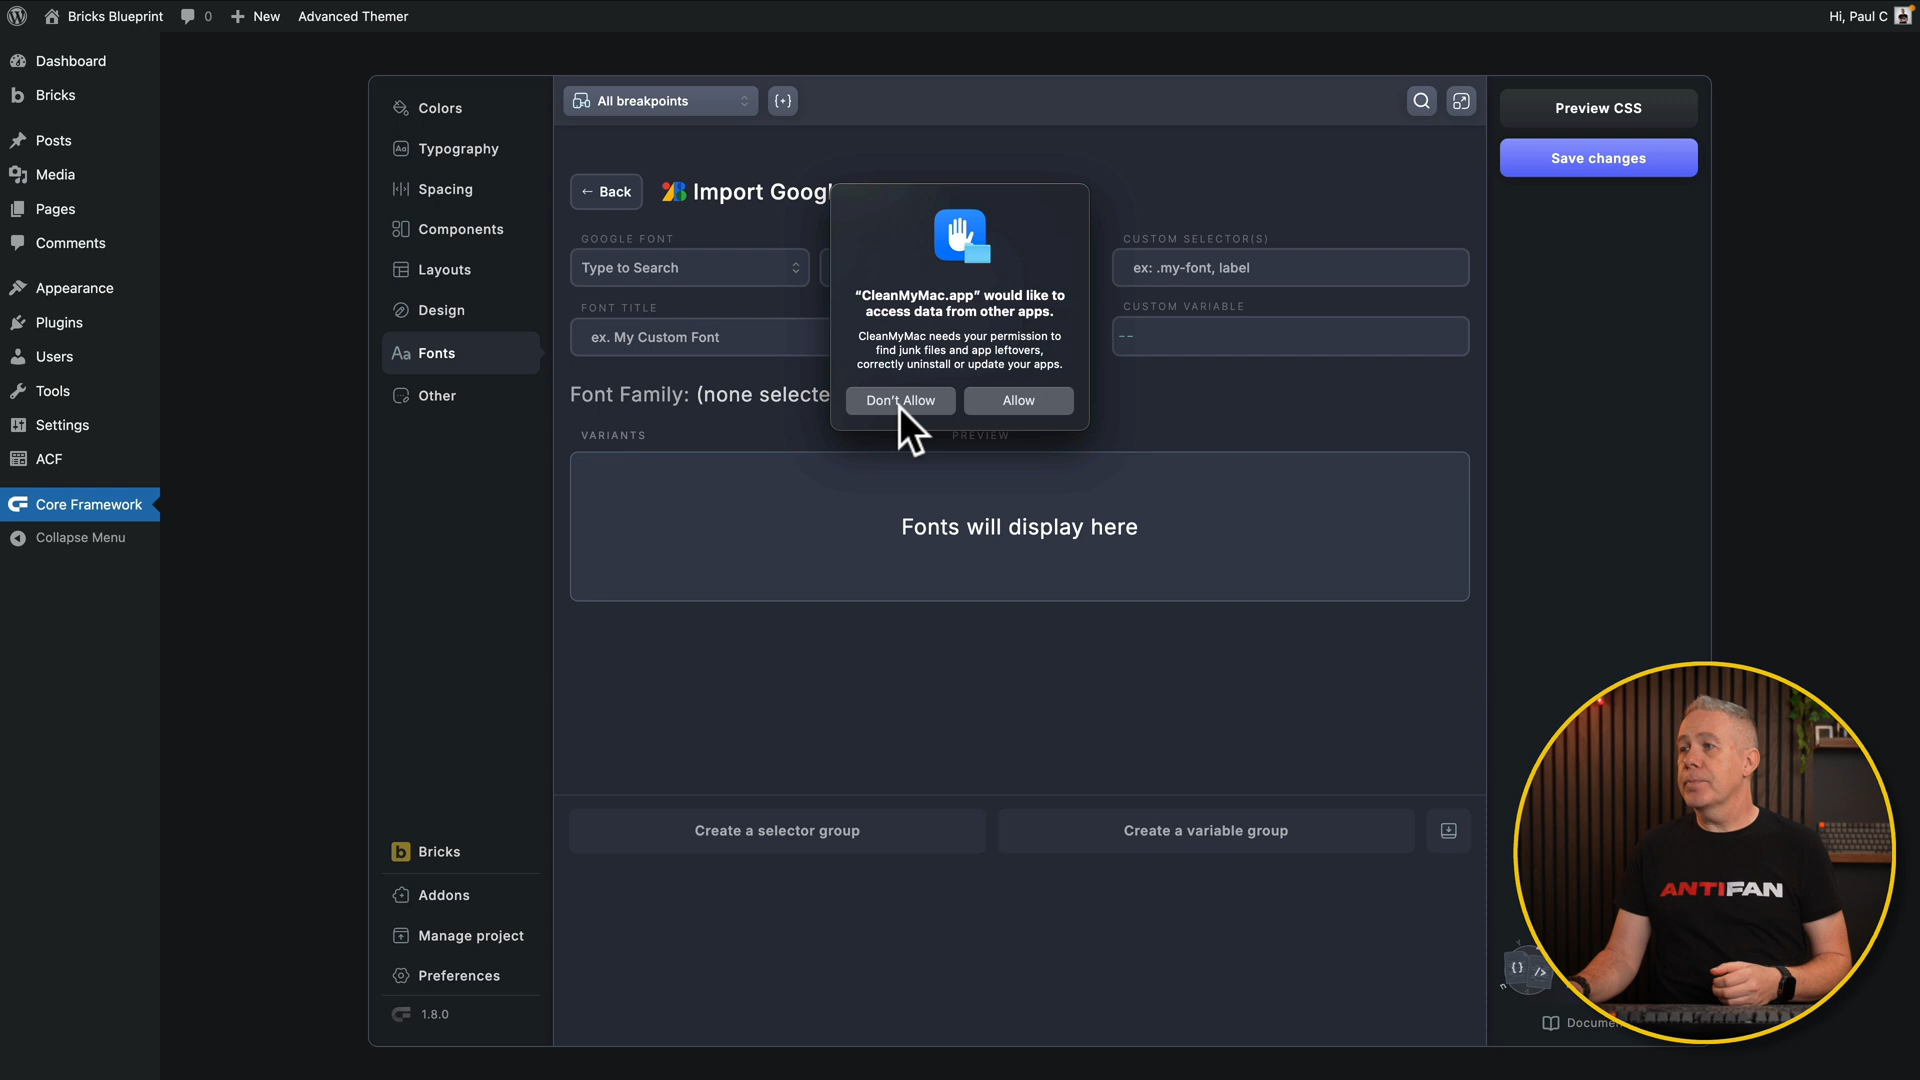 Bricks Blueprint
0
New
Advanced Themer
Hi, Paul C
Dashboard
Bricks
Posts
Media
Pages
Comments
Appearance
Plugins
Users
Tools
Settings
ACF
Core Framework
Collapse Menu
Colors
Typography
Spacing
Components
Layouts
Design
Aa Fonts
Other
Bricks
Addons
Manage project
Preferences
1.8.0
All breakpoints
Preview CSS
Save changes
← Back
Import Googl
GOOGLE FONT
Type to Search
CUSTOM SELECTOR(S)
ex: .my-font, label
FONT TITLE
ex. My Custom Font
CUSTOM VARIABLE
--
Font Family: (none selecte
VARIANTS
PREVIEW
Fonts will display here
“CleanMyMac.app” would like to
access data from other apps.
CleanMyMac needs your permission to
find junk files and app leftovers,
correctly uninstall or update your apps.
Don’t Allow
Allow
Create a selector group
Create a variable group
ANTIFAN